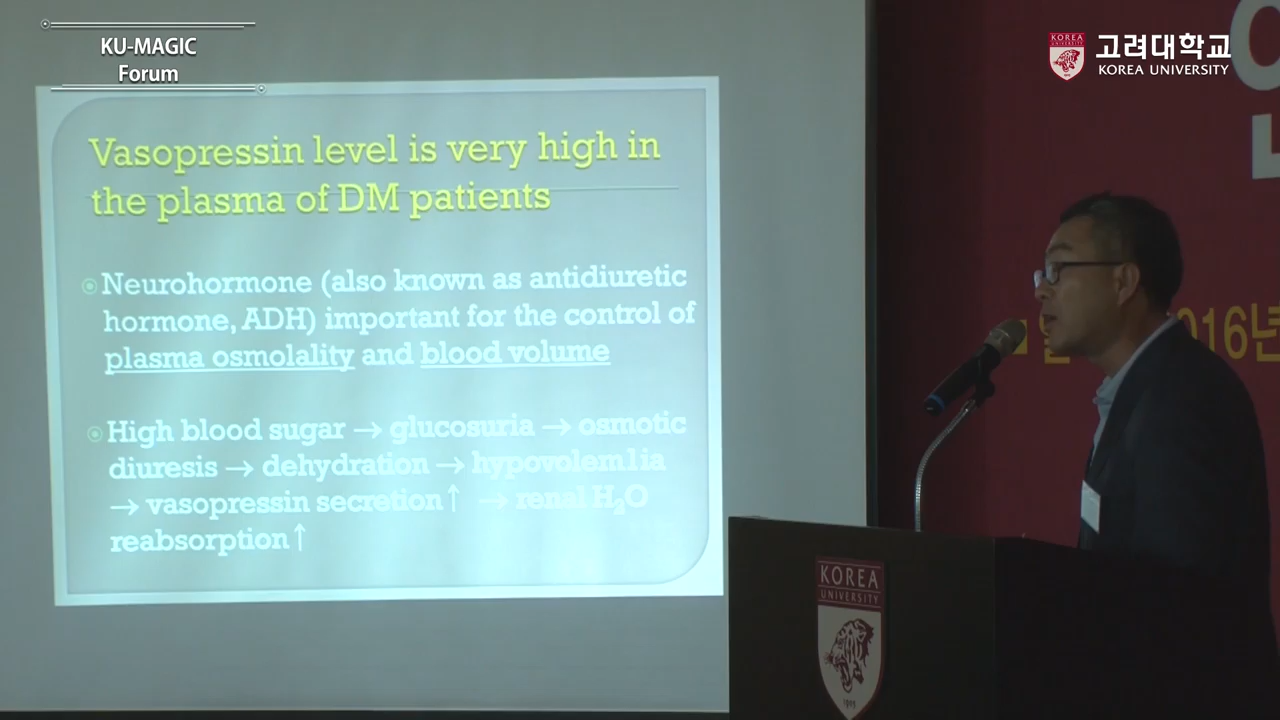 KU-MAGIC
Forum
고려대학교
KOREA UNIVERSITY
Vasopressin level is very high in
the plasma of DM patients
Neurohormone (also known as antidiuretic
hormone, ADH) important for the control of
plasma osmolality and blood volume
High blood sugar → glucosuria → osmotic
diuresis → dehydration → hypovolem1ia
→ vasopressin secretion↑ → renal H₂O
reabsorption↑
016년
KOREA
UNIVERSITY
1905